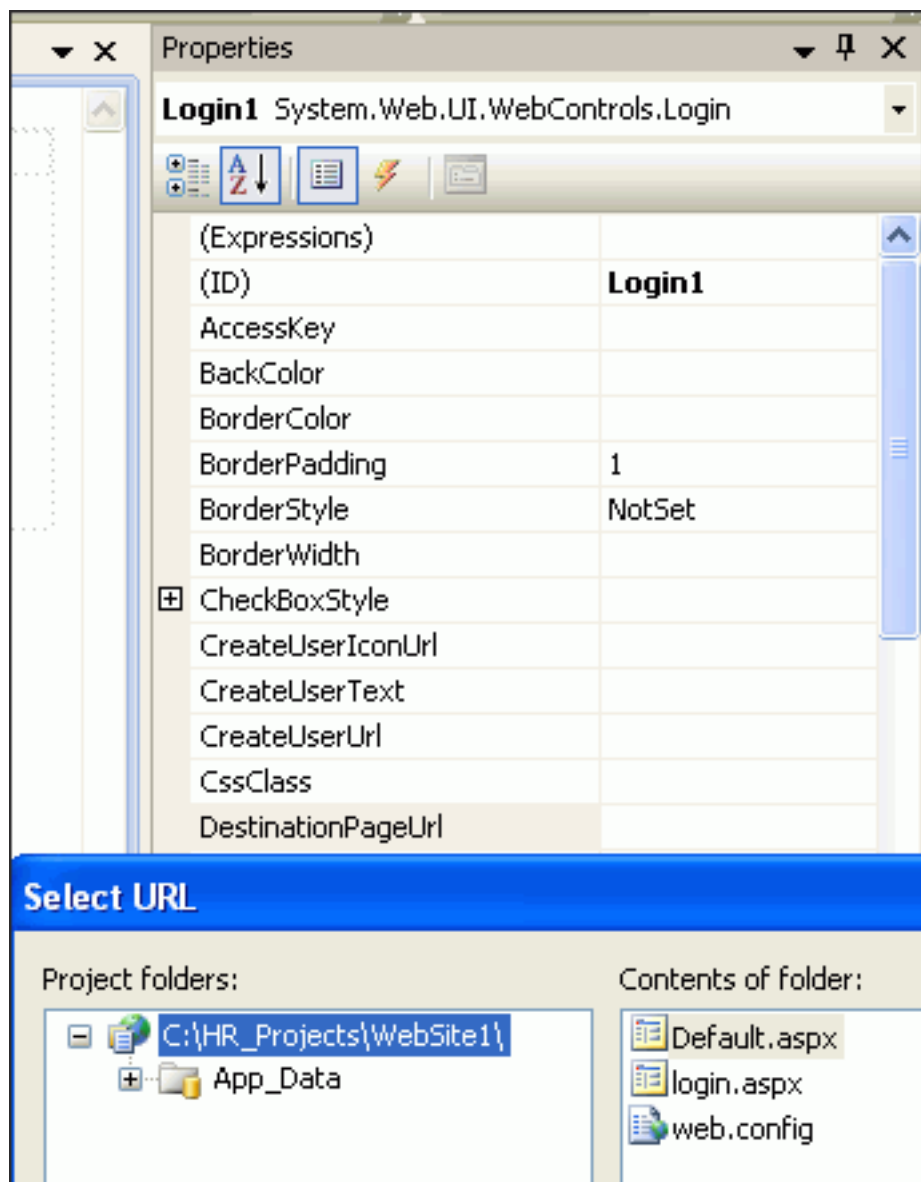 Properties
Login1 System.Web.UI.WebControls.Login
A
Z
(Expressions)
(ID) Login1
AccessKey
BackColor
BorderColor
BorderPadding 1
BorderStyle NotSet
BorderWidth
CheckBoxStyle
CreateUserIconUrl
CreateUserText
CreateUserUrl
CssClass
DestinationPageUrl
Select URL
Project folders: Contents of folder:
C:\HR_Projects\WebSite1\ Default.aspx
App_Data login.aspx
web.config